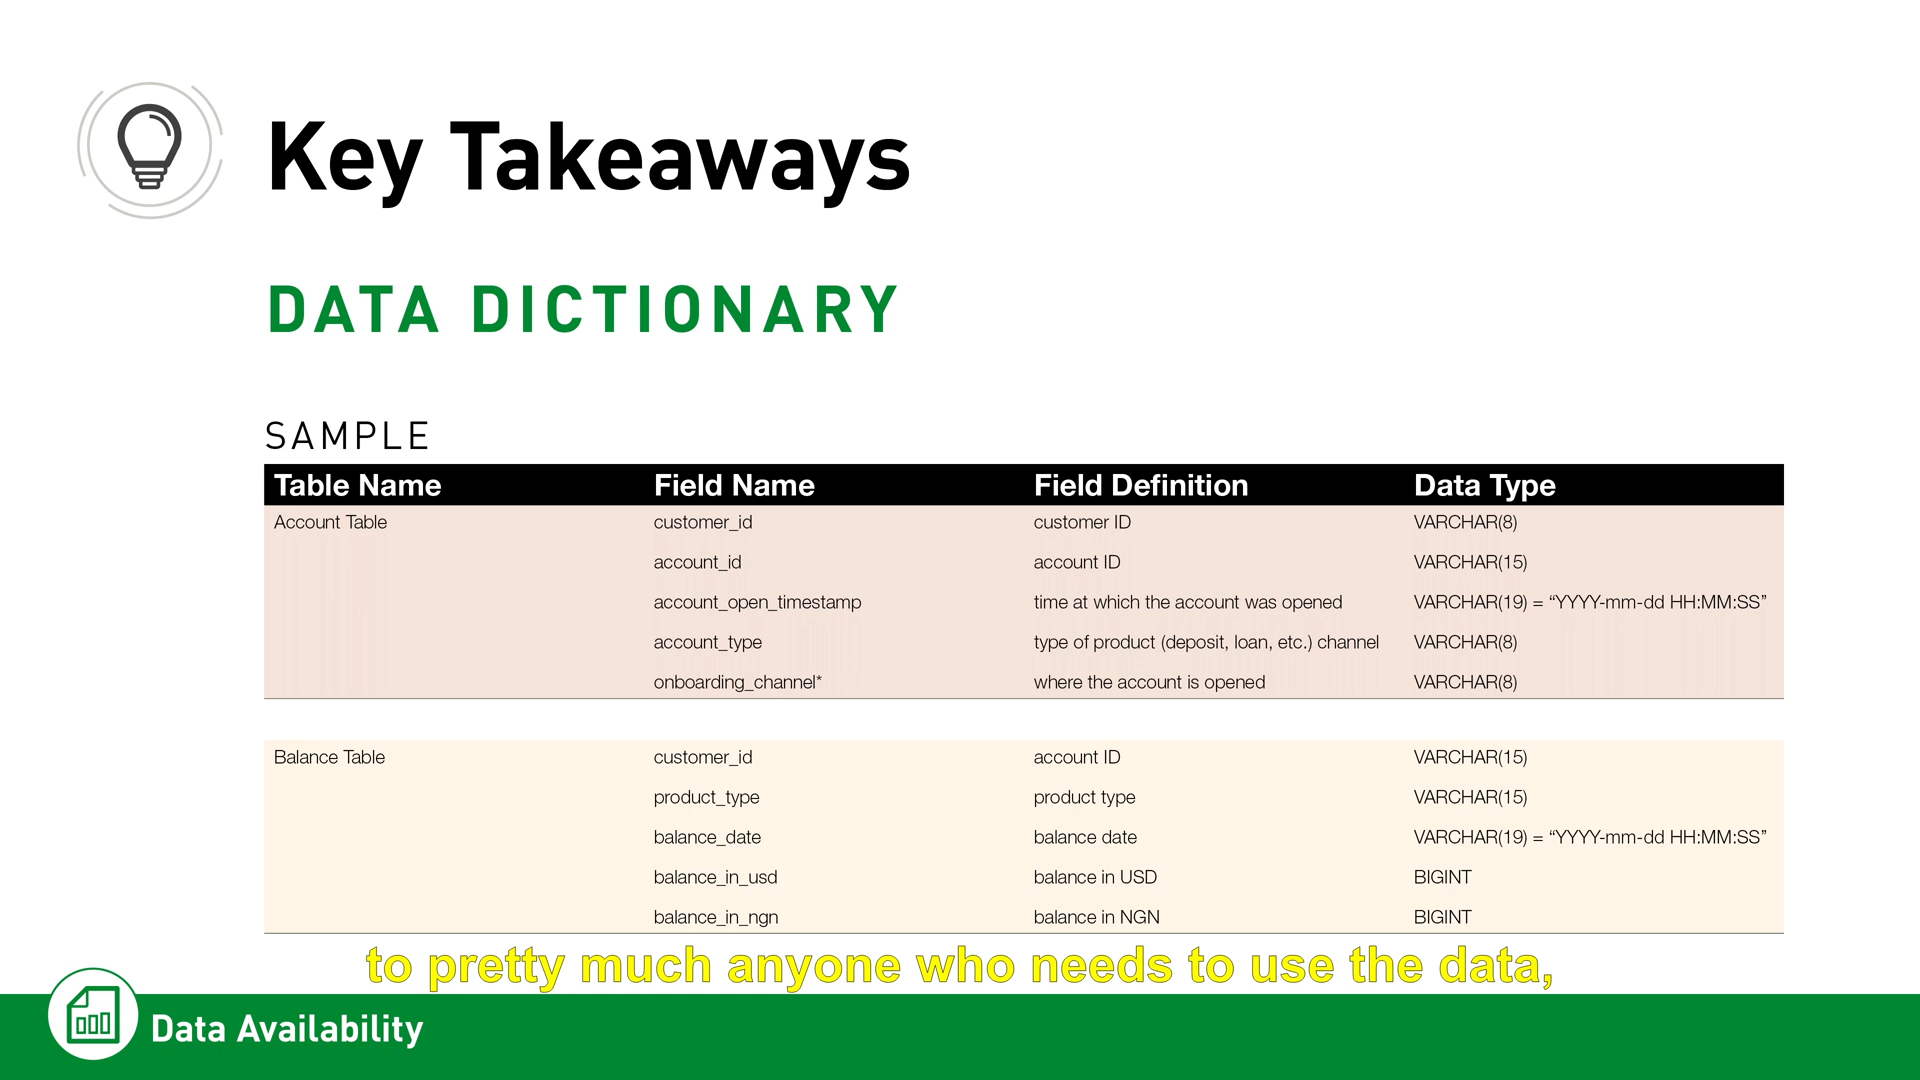 Key Takeaways
DATA DICTIONARY
SAMPLE
Table Name Field Name Field Definition Data Type
Account Table customer_id customer ID VARCHAR(8)
account_id account ID VARCHAR(15)
account_open_timestamp time at which the account was opened VARCHAR(19) = “YYYY-mm-dd HH:MM:SS”
account_type type of product (deposit, loan, etc.) channel VARCHAR(8)
onboarding_channel* where the account is opened VARCHAR(8)
Balance Table customer_id account ID VARCHAR(15)
product_type product type VARCHAR(15)
balance_date balance date VARCHAR(19) = “YYYY-mm-dd HH:MM:SS”
balance_in_usd balance in USD BIGINT
balance_in_ngn balance in NGN BIGINT
to pretty much anyone who needs to use the data,
Data Availability